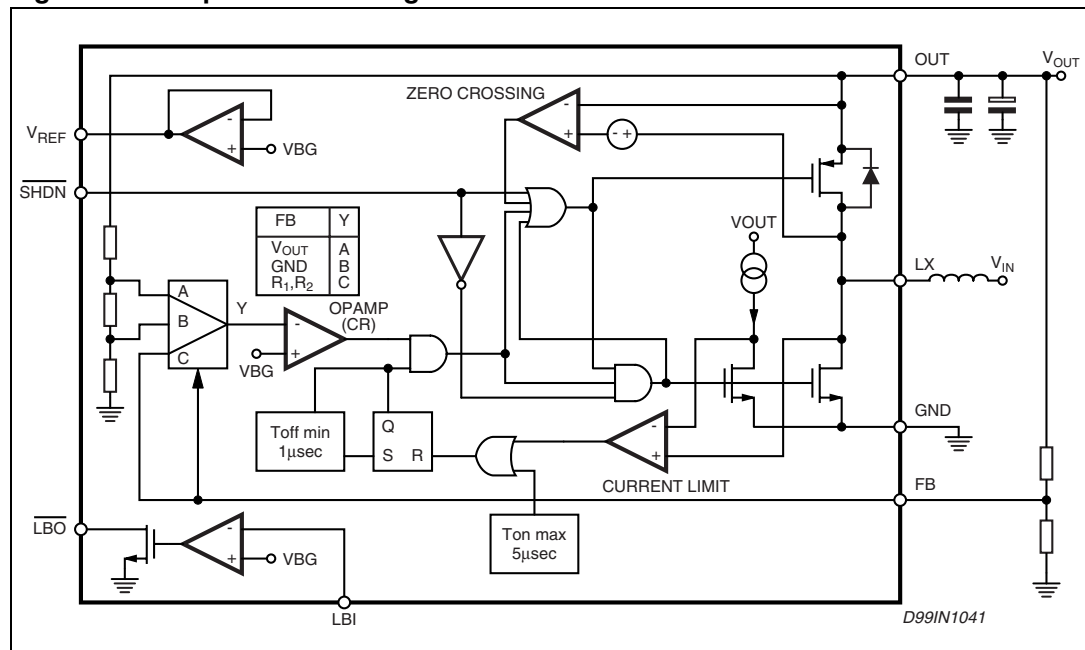 OUT
VOUT
ZERO CROSSING
-
+
- +
VREF
-
+
VBG
SHDN
FB Y
VOUT A
GND B
R1,R2 C
VOUT
LX
VIN
A
B
C
Y
OPAMP
(CR)
-
+
VBG
Toff min
1µsec
Q
S R
-
+
CURRENT LIMIT
GND
FB
Ton max
5µsec
LBO
-
+
VBG
LBI
D99IN1041